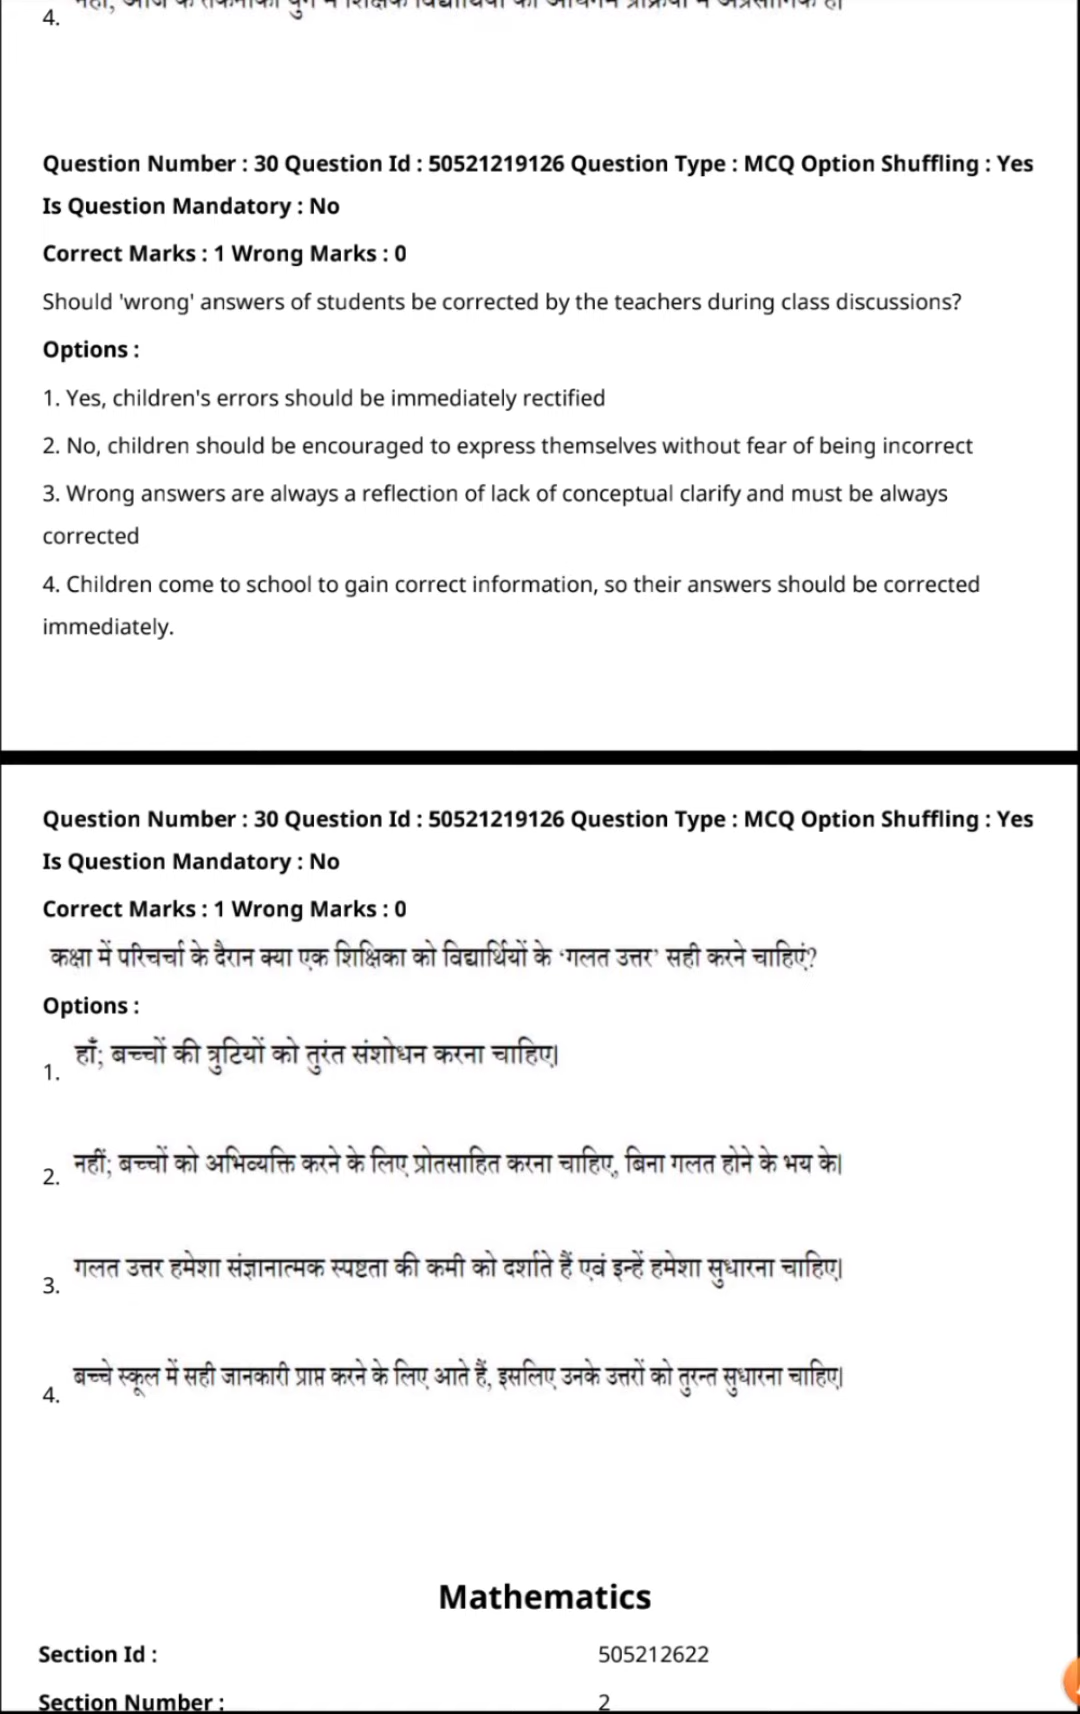 4.
Question Number : 30 Question Id : 50521219126 Question Type : MCQ Option Shuffling : Yes
Is Question Mandatory : No
Correct Marks : 1 Wrong Marks : 0
Should 'wrong' answers of students be corrected by the teachers during class discussions?
Options :
1. Yes, children's errors should be immediately rectified
2. No, children should be encouraged to express themselves without fear of being incorrect
3. Wrong answers are always a reflection of lack of conceptual clarify and must be always
corrected
4. Children come to school to gain correct information, so their answers should be corrected
immediately.
Question Number : 30 Question Id : 50521219126 Question Type : MCQ Option Shuffling : Yes
Is Question Mandatory : No
Correct Marks : 1 Wrong Marks : 0
कक्षा में परिचर्चा के दैरान क्या एक शिक्षिका को विद्यार्थियों के 'गलत उत्तर' सही करने चाहिएं?
Options :
1. हाँ; बच्चों की त्रुटियों को तुरंत संशोधन करना चाहिए।
2. नहीं; बच्चों को अभिव्यक्ति करने के लिए प्रोतसाहित करना चाहिए, बिना गलत होने के भय के।
3. गलत उत्तर हमेशा संज्ञानात्मक स्पष्टता की कमी को दर्शाते हैं एवं इन्हें हमेशा सुधारना चाहिए।
4. बच्चे स्कूल में सही जानकारी प्राप्त करने के लिए आते हैं, इसलिए उनके उत्तरों को तुरन्त सुधारना चाहिए।
Mathematics
Section Id : 505212622
Section Number : 2